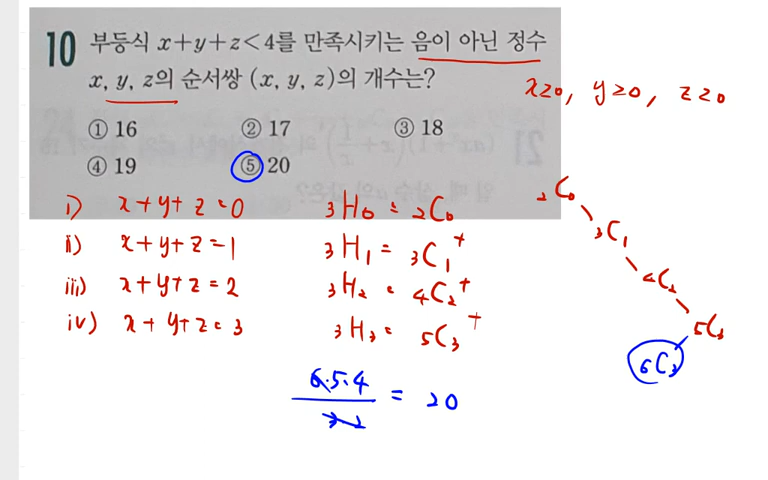 10 부등식 x+y+z<4를 만족시키는 음이 아닌 정수
x, y, z의 순서쌍 (x, y, z)의 개수는?
x≥0, y≥0, z≥0
① 16 ② 17 ③ 18
④ 19 ⑤ 20
i) x+y+z=0 ₃H₀ = ₂C₀
ii) x+y+z=1 ₃H₁ = ₃C₁ +
iii) x+y+z=2 ₃H₂ = ₄C₂ +
iv) x+y+z=3 ₃H₃ = ₅C₃ +
₂C₀
₃C₁
₄C₂
₅C₃
₆C₃
6·5·4 / 3·2 = 20